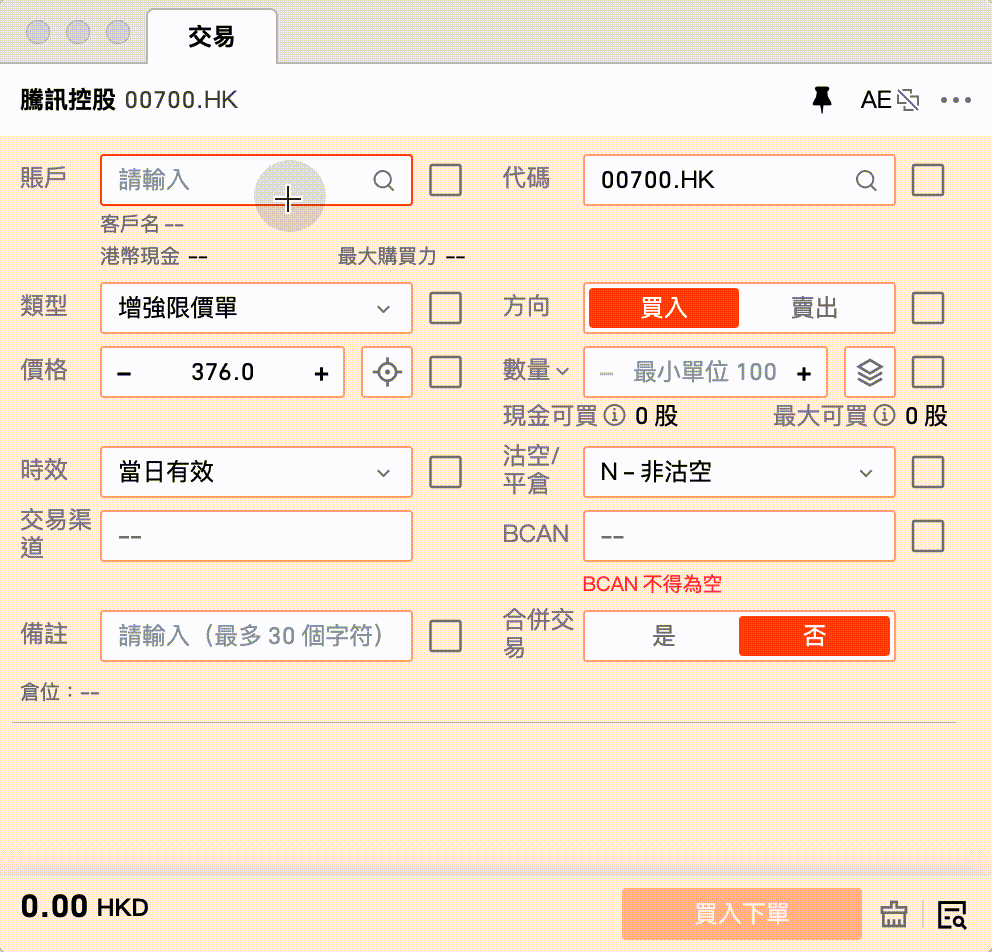 交易
騰訊控股 00700.HK AE
賬戶 請輸入 代碼 00700.HK
客戶名 --
港幣現金 -- 最大購買力 --
類型 增強限價單 方向 買入 賣出
價格 − 376.0 + 數量 − 最小單位 100 +
現金可買 0 股 最大可買 0 股
時效 當日有效 沽空/平倉 N – 非沽空
交易渠道 -- BCAN --
BCAN 不得為空
備註 請輸入（最多 30 個字符） 合併交易 是 否
倉位：--
0.00 HKD 買入下單